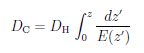 D_C = D_H ∫_0^z dz′ / E(z′)